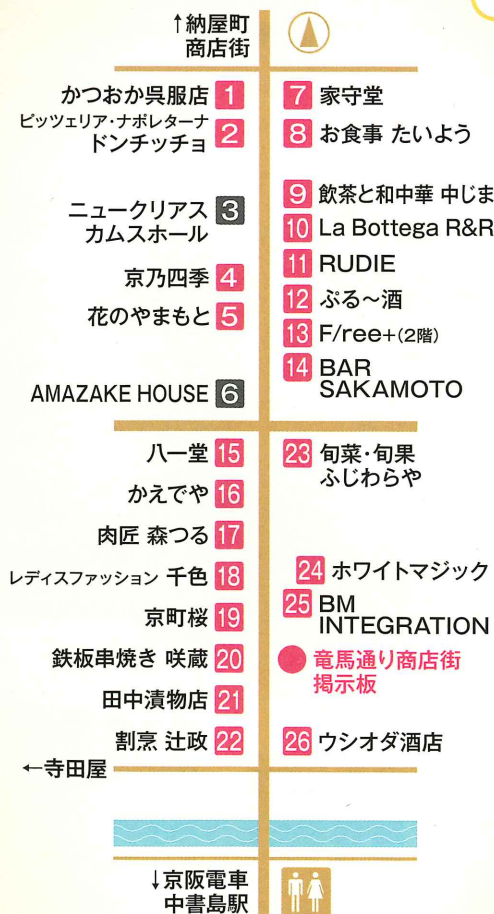 ↑納屋町
商店街
かつおか呉服店 1
ピッツェリア・ナポレターナ
ドンチッチョ 2
ニュークリアス 3
カムスホール
京乃四季 4
花のやまもと 5
AMAZAKE HOUSE 6
7 家守堂
8 お食事 たいよう
9 飲茶と和中華 中じま
10 La Bottega R&R
11 RUDIE
12 ぷる〜酒
13 F/ree+(2階)
14 BAR
SAKAMOTO
八一堂 15
かえでや 16
肉匠 森つる 17
レディスファッション 千色 18
京町桜 19
鉄板串焼き 咲蔵 20
田中漬物店 21
割烹 辻政 22
23 旬菜・旬果
ふじわらや
24 ホワイトマジック
25 BM
INTEGRATION
竜馬通り商店街
掲示板
26 ウシオダ酒店
←寺田屋
↓京阪電車
中書島駅